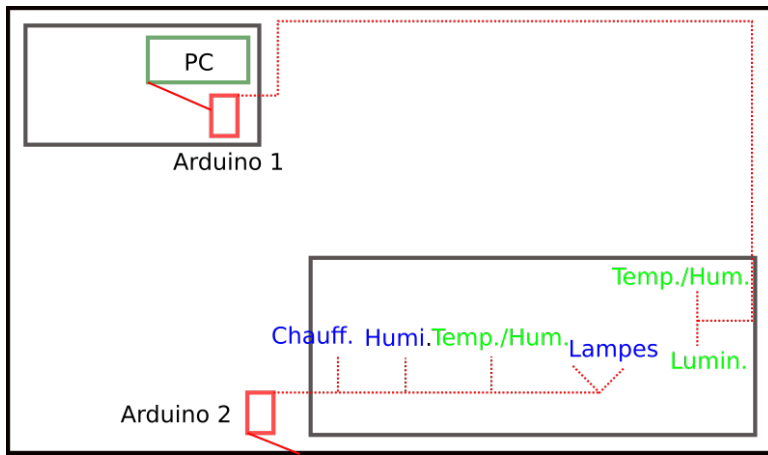 PC
Arduino 1
Temp./Hum.
Chauff.
Humi.
Temp./Hum.
Lampes
Lumin.
Arduino 2